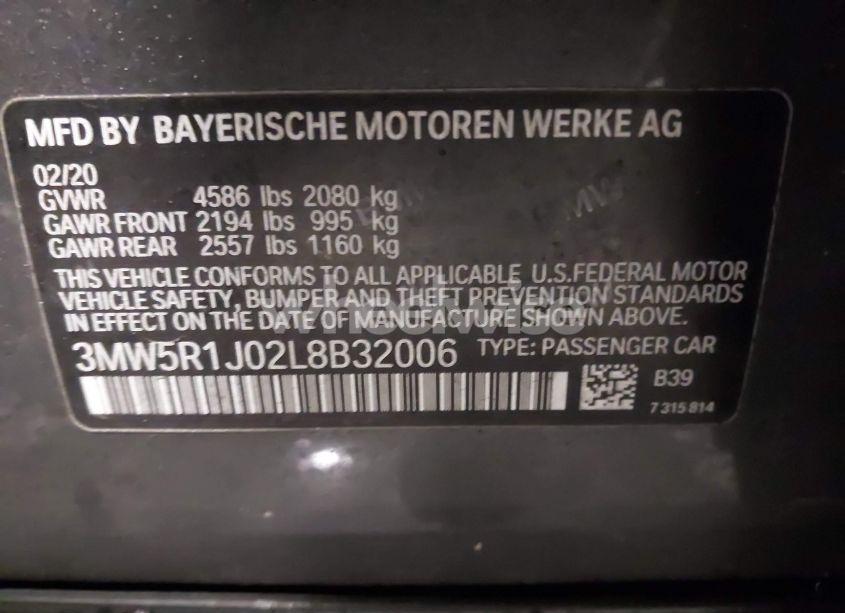 MFD BY BAYERISCHE MOTOREN WERKE AG
02/20
GVWR 4586 lbs 2080 kg
GAWR FRONT 2194 lbs 995 kg
GAWR REAR 2557 lbs 1160 kg
THIS VEHICLE CONFORMS TO ALL APPLICABLE U.S.FEDERAL MOTOR
VEHICLE SAFETY, BUMPER AND THEFT PREVENTION STANDARDS
IN EFFECT ON THE DATE OF MANUFACTURE SHOWN ABOVE.
3MW5R1J02L8B32006 TYPE: PASSENGER CAR
B39
7 315 814